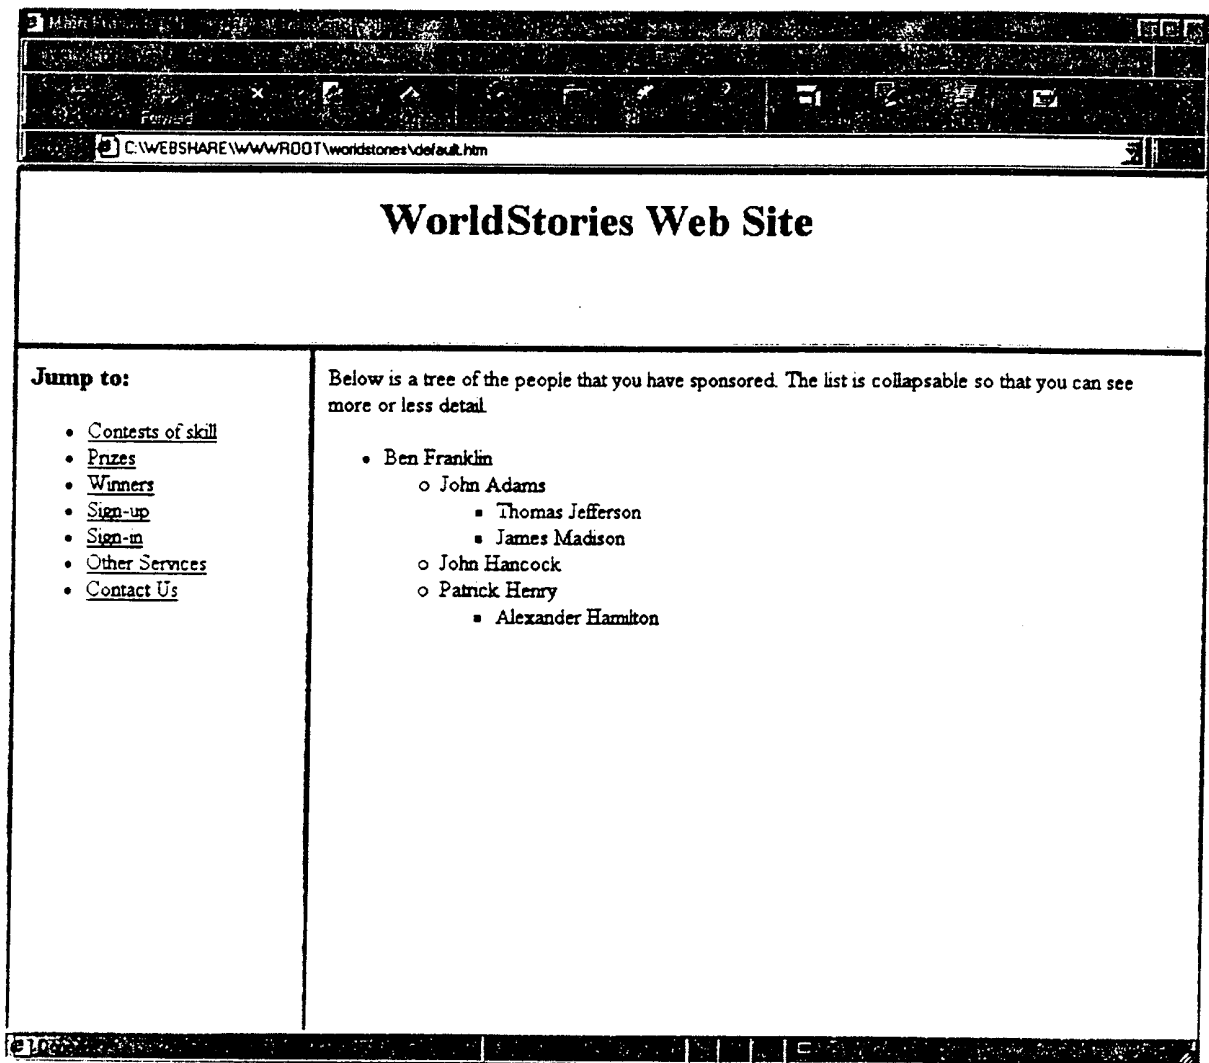 Forward
C:\WEBSHARE\WWWROOT\worldstories\default.htm
WorldStories Web Site
Jump to:
• Contests of skill
• Prizes
• Winners
• Sign-up
• Sign-in
• Other Services
• Contact Us
Below is a tree of the people that you have sponsored. The list is collapsable so that you can see
more or less detail.
• Ben Franklin
○ John Adams
▪ Thomas Jefferson
▪ James Madison
○ John Hancock
○ Patrick Henry
▪ Alexander Hamilton